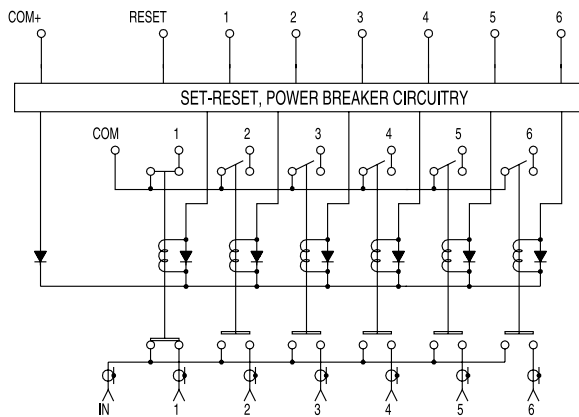 COM+ RESET 1 2 3 4 5 6
SET-RESET, POWER BREAKER CIRCUITRY
COM 1 2 3 4 5 6
IN 1 2 3 4 5 6